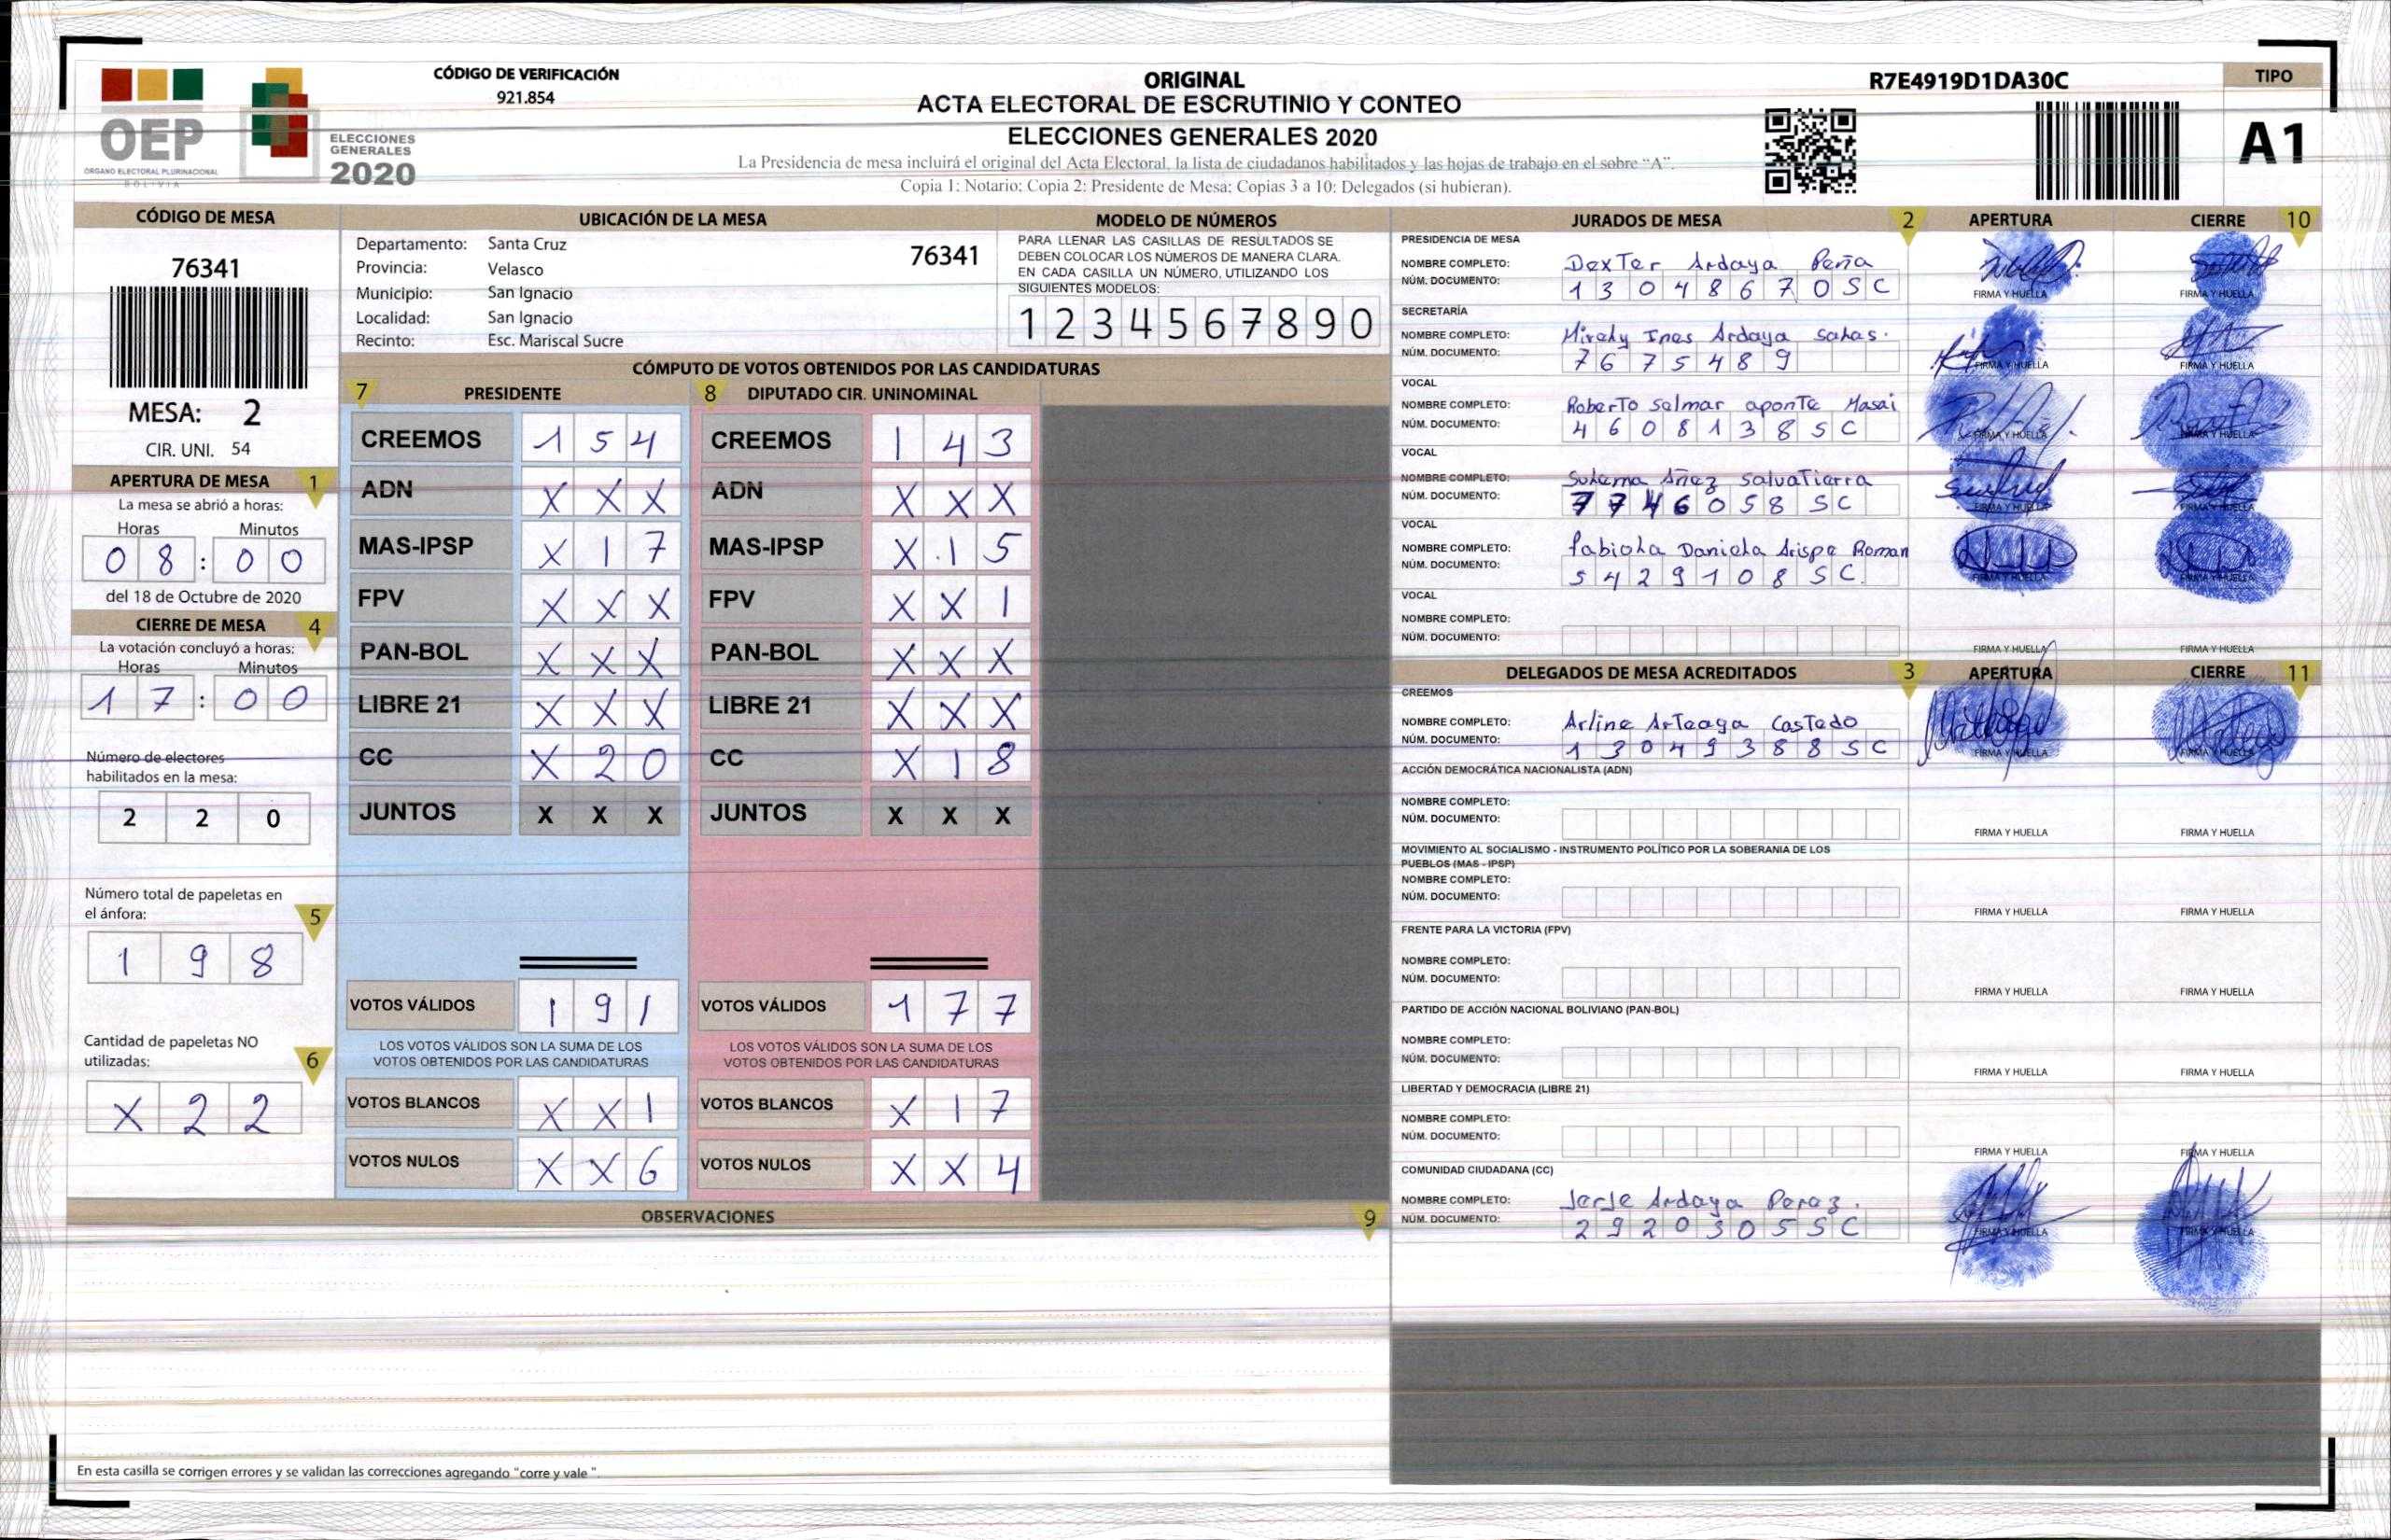 OEP
ÓRGANO ELECTORAL PLURINACIONAL
BOLIVIA
ELECCIONES
GENERALES
2020
CÓDIGO DE VERIFICACIÓN
921.854
ORIGINAL
ACTA ELECTORAL DE ESCRUTINIO Y CONTEO
ELECCIONES GENERALES 2020
La Presidencia de mesa incluirá el original del Acta Electoral, la lista de ciudadanos habilitados y las hojas de trabajo en el sobre "A".
Copia 1: Notario; Copia 2: Presidente de Mesa; Copias 3 a 10: Delegados (si hubieran).
R7E4919D1DA30C
TIPO
A1
CÓDIGO DE MESA
76341
MESA: 2
CIR. UNI. 54
APERTURA DE MESA 1
La mesa se abrió a horas:
Horas Minutos
0 8 : 0 0
del 18 de Octubre de 2020
CIERRE DE MESA 4
La votación concluyó a horas:
Horas Minutos
1 7 : 0 0
Número de electores
habilitados en la mesa:
2 2 0
Número total de papeletas en
el ánfora: 5
1 9 8
Cantidad de papeletas NO
utilizadas: 6
X 2 2
UBICACIÓN DE LA MESA
Departamento: Santa Cruz 76341
Provincia: Velasco
Municipio: San Ignacio
Localidad: San Ignacio
Recinto: Esc. Mariscal Sucre
MODELO DE NÚMEROS
PARA LLENAR LAS CASILLAS DE RESULTADOS SE
DEBEN COLOCAR LOS NÚMEROS DE MANERA CLARA.
EN CADA CASILLA UN NÚMERO, UTILIZANDO LOS
SIGUIENTES MODELOS:
1 2 3 4 5 6 7 8 9 0
CÓMPUTO DE VOTOS OBTENIDOS POR LAS CANDIDATURAS
7 PRESIDENTE 8 DIPUTADO CIR. UNINOMINAL
CREEMOS 1 5 4 CREEMOS 1 4 3
ADN X X X ADN X X X
MAS-IPSP X 1 7 MAS-IPSP X 1 5
FPV X X X FPV X X 1
PAN-BOL X X X PAN-BOL X X X
LIBRE 21 X X X LIBRE 21 X X X
CC X 2 0 CC X 1 8
JUNTOS X X X JUNTOS X X X
VOTOS VÁLIDOS 1 9 1 VOTOS VÁLIDOS 1 7 7
LOS VOTOS VÁLIDOS SON LA SUMA DE LOS LOS VOTOS VÁLIDOS SON LA SUMA DE LOS
VOTOS OBTENIDOS POR LAS CANDIDATURAS VOTOS OBTENIDOS POR LAS CANDIDATURAS
VOTOS BLANCOS X X 1 VOTOS BLANCOS X 1 7
VOTOS NULOS X X 6 VOTOS NULOS X X 4
OBSERVACIONES 9
En esta casilla se corrigen errores y se validan las correcciones agregando "corre y vale ".
JURADOS DE MESA 2 APERTURA CIERRE 10
PRESIDENCIA DE MESA
NOMBRE COMPLETO: DexTer Ardaya Peña
NÚM. DOCUMENTO: 1 3 0 4 8 6 7 0 S C
FIRMA Y HUELLA FIRMA Y HUELLA
SECRETARÍA
NOMBRE COMPLETO: Ines Ardaya
NÚM. DOCUMENTO: 7 6 7 5 4 8 9
FIRMA Y HUELLA FIRMA Y HUELLA
VOCAL
NOMBRE COMPLETO: RoberTo Selmar aponTe Masai
NÚM. DOCUMENTO: 4 6 0 8 1 3 8 S C
FIRMA Y HUELLA FIRMA Y HUELLA
VOCAL
NOMBRE COMPLETO: Añez SalvaTierra
NÚM. DOCUMENTO: 7 7 4 6 0 5 8 S C
FIRMA Y HUELLA FIRMA Y HUELLA
VOCAL
NOMBRE COMPLETO: fabiola Daniela Arispe Roman
NÚM. DOCUMENTO: 5 4 2 9 1 0 8 S C
FIRMA Y HUELLA FIRMA Y HUELLA
VOCAL
NOMBRE COMPLETO:
NÚM. DOCUMENTO:
FIRMA Y HUELLA FIRMA Y HUELLA
DELEGADOS DE MESA ACREDITADOS 3 APERTURA CIERRE 11
CREEMOS
NOMBRE COMPLETO: Arline ArTeaga CasTedo
NÚM. DOCUMENTO: 1 3 0 4 9 3 8 8 S C
FIRMA Y HUELLA FIRMA Y HUELLA
ACCIÓN DEMOCRÁTICA NACIONALISTA (ADN)
NOMBRE COMPLETO:
NÚM. DOCUMENTO:
FIRMA Y HUELLA FIRMA Y HUELLA
MOVIMIENTO AL SOCIALISMO - INSTRUMENTO POLÍTICO POR LA SOBERANIA DE LOS
PUEBLOS (MAS - IPSP)
NOMBRE COMPLETO:
NÚM. DOCUMENTO:
FIRMA Y HUELLA FIRMA Y HUELLA
FRENTE PARA LA VICTORIA (FPV)
NOMBRE COMPLETO:
NÚM. DOCUMENTO:
FIRMA Y HUELLA FIRMA Y HUELLA
PARTIDO DE ACCIÓN NACIONAL BOLIVIANO (PAN-BOL)
NOMBRE COMPLETO:
NÚM. DOCUMENTO:
FIRMA Y HUELLA FIRMA Y HUELLA
LIBERTAD Y DEMOCRACIA (LIBRE 21)
NOMBRE COMPLETO:
NÚM. DOCUMENTO:
FIRMA Y HUELLA FIRMA Y HUELLA
COMUNIDAD CIUDADANA (CC)
NOMBRE COMPLETO: Ardaya Perez.
NÚM. DOCUMENTO: 2 9 2 0 3 0 5 S C
FIRMA Y HUELLA FIRMA Y HUELLA